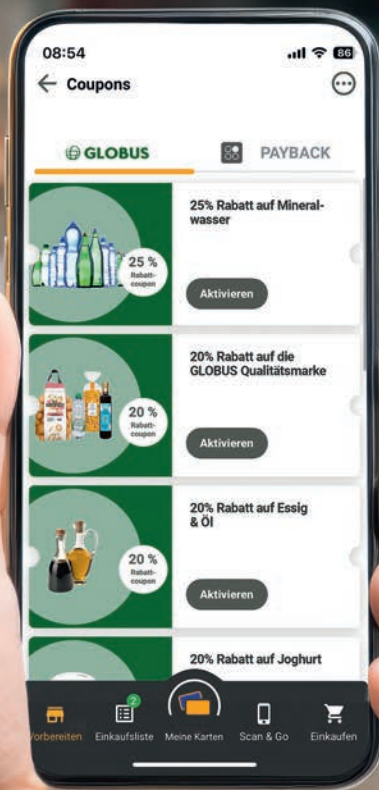 08:54
86
Coupons
GLOBUS
PAYBACK
25% Rabatt auf Mineral-
wasser
25 %
Rabatt-
coupon
Aktivieren
20% Rabatt auf die
GLOBUS Qualitätsmarke
20 %
Rabatt-
coupon
Aktivieren
20% Rabatt auf Essig
& Öl
20 %
Rabatt-
coupon
Aktivieren
20% Rabatt auf Joghurt
2
Vorbereiten
Einkaufsliste
Meine Karten
Scan & Go
Einkaufen